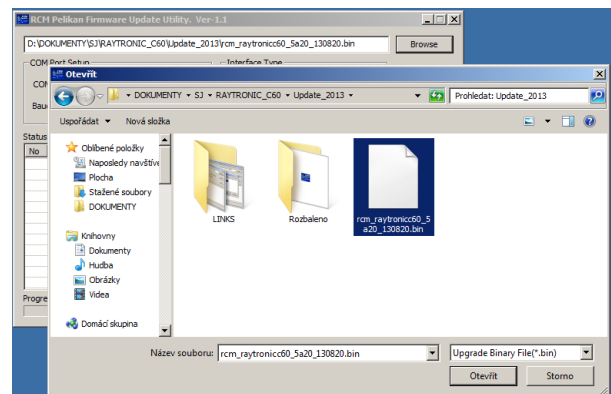 RCM Pelikan Firmware Update Utility. Ver-1.1
D:\DOKUMENTY\SJ\RAYTRONIC_C60\Update_2013\rcm_raytronicc60_5a20_130820.bin
Browse
COM Port Setup
Interface Type
Otevřít
DOKUMENTY
SJ
RAYTRONIC_C60
Update_2013
Prohledat: Update_2013
Uspořádat
Nová složka
Status
No
Oblíbené položky
Naposledy navštíve
Plocha
Stažené soubory
DOKUMENTY
Knihovny
Dokumenty
Hudba
Obrázky
Videa
Domácí skupina
LINKS
Rozbaleno
rcm_raytronicc60_5
a20_130820.bin
Progre
Název souboru:
rcm_raytronicc60_5a20_130820.bin
Upgrade Binary File(*.bin)
Otevřít
Storno